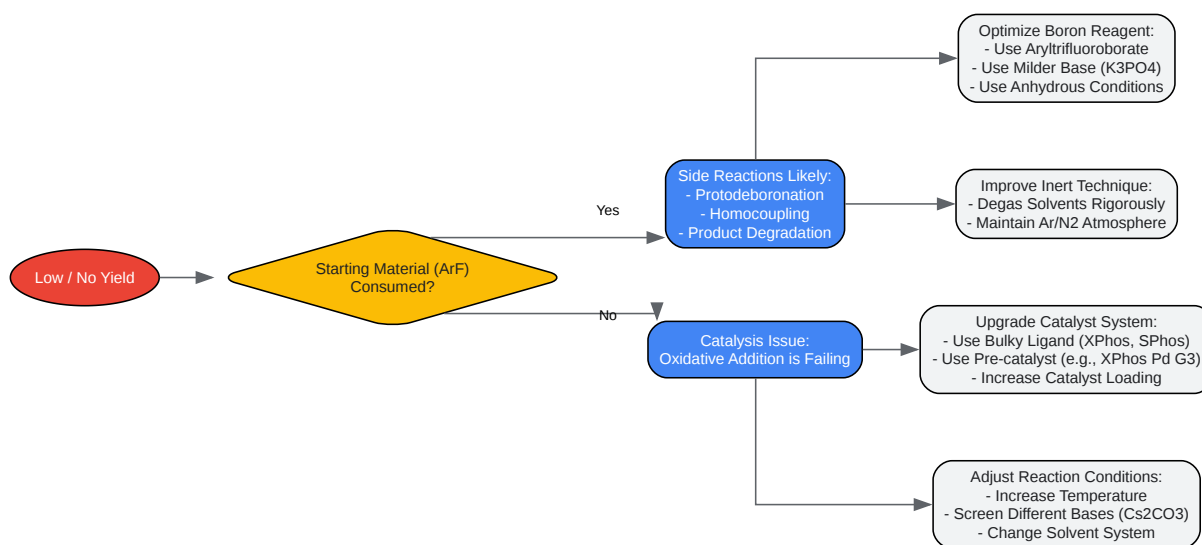 Low / No Yield
Starting Material (ArF)
Consumed?
Yes
No
Side Reactions Likely:
- Protodeboronation
- Homocoupling
- Product Degradation
Catalysis Issue:
Oxidative Addition is Failing
Optimize Boron Reagent:
- Use Aryltrifluoroborate
- Use Milder Base (K3PO4)
- Use Anhydrous Conditions
Improve Inert Technique:
- Degas Solvents Rigorously
- Maintain Ar/N2 Atmosphere
Upgrade Catalyst System:
- Use Bulky Ligand (XPhos, SPhos)
- Use Pre-catalyst (e.g., XPhos Pd G3)
- Increase Catalyst Loading
Adjust Reaction Conditions:
- Increase Temperature
- Screen Different Bases (Cs2CO3)
- Change Solvent System